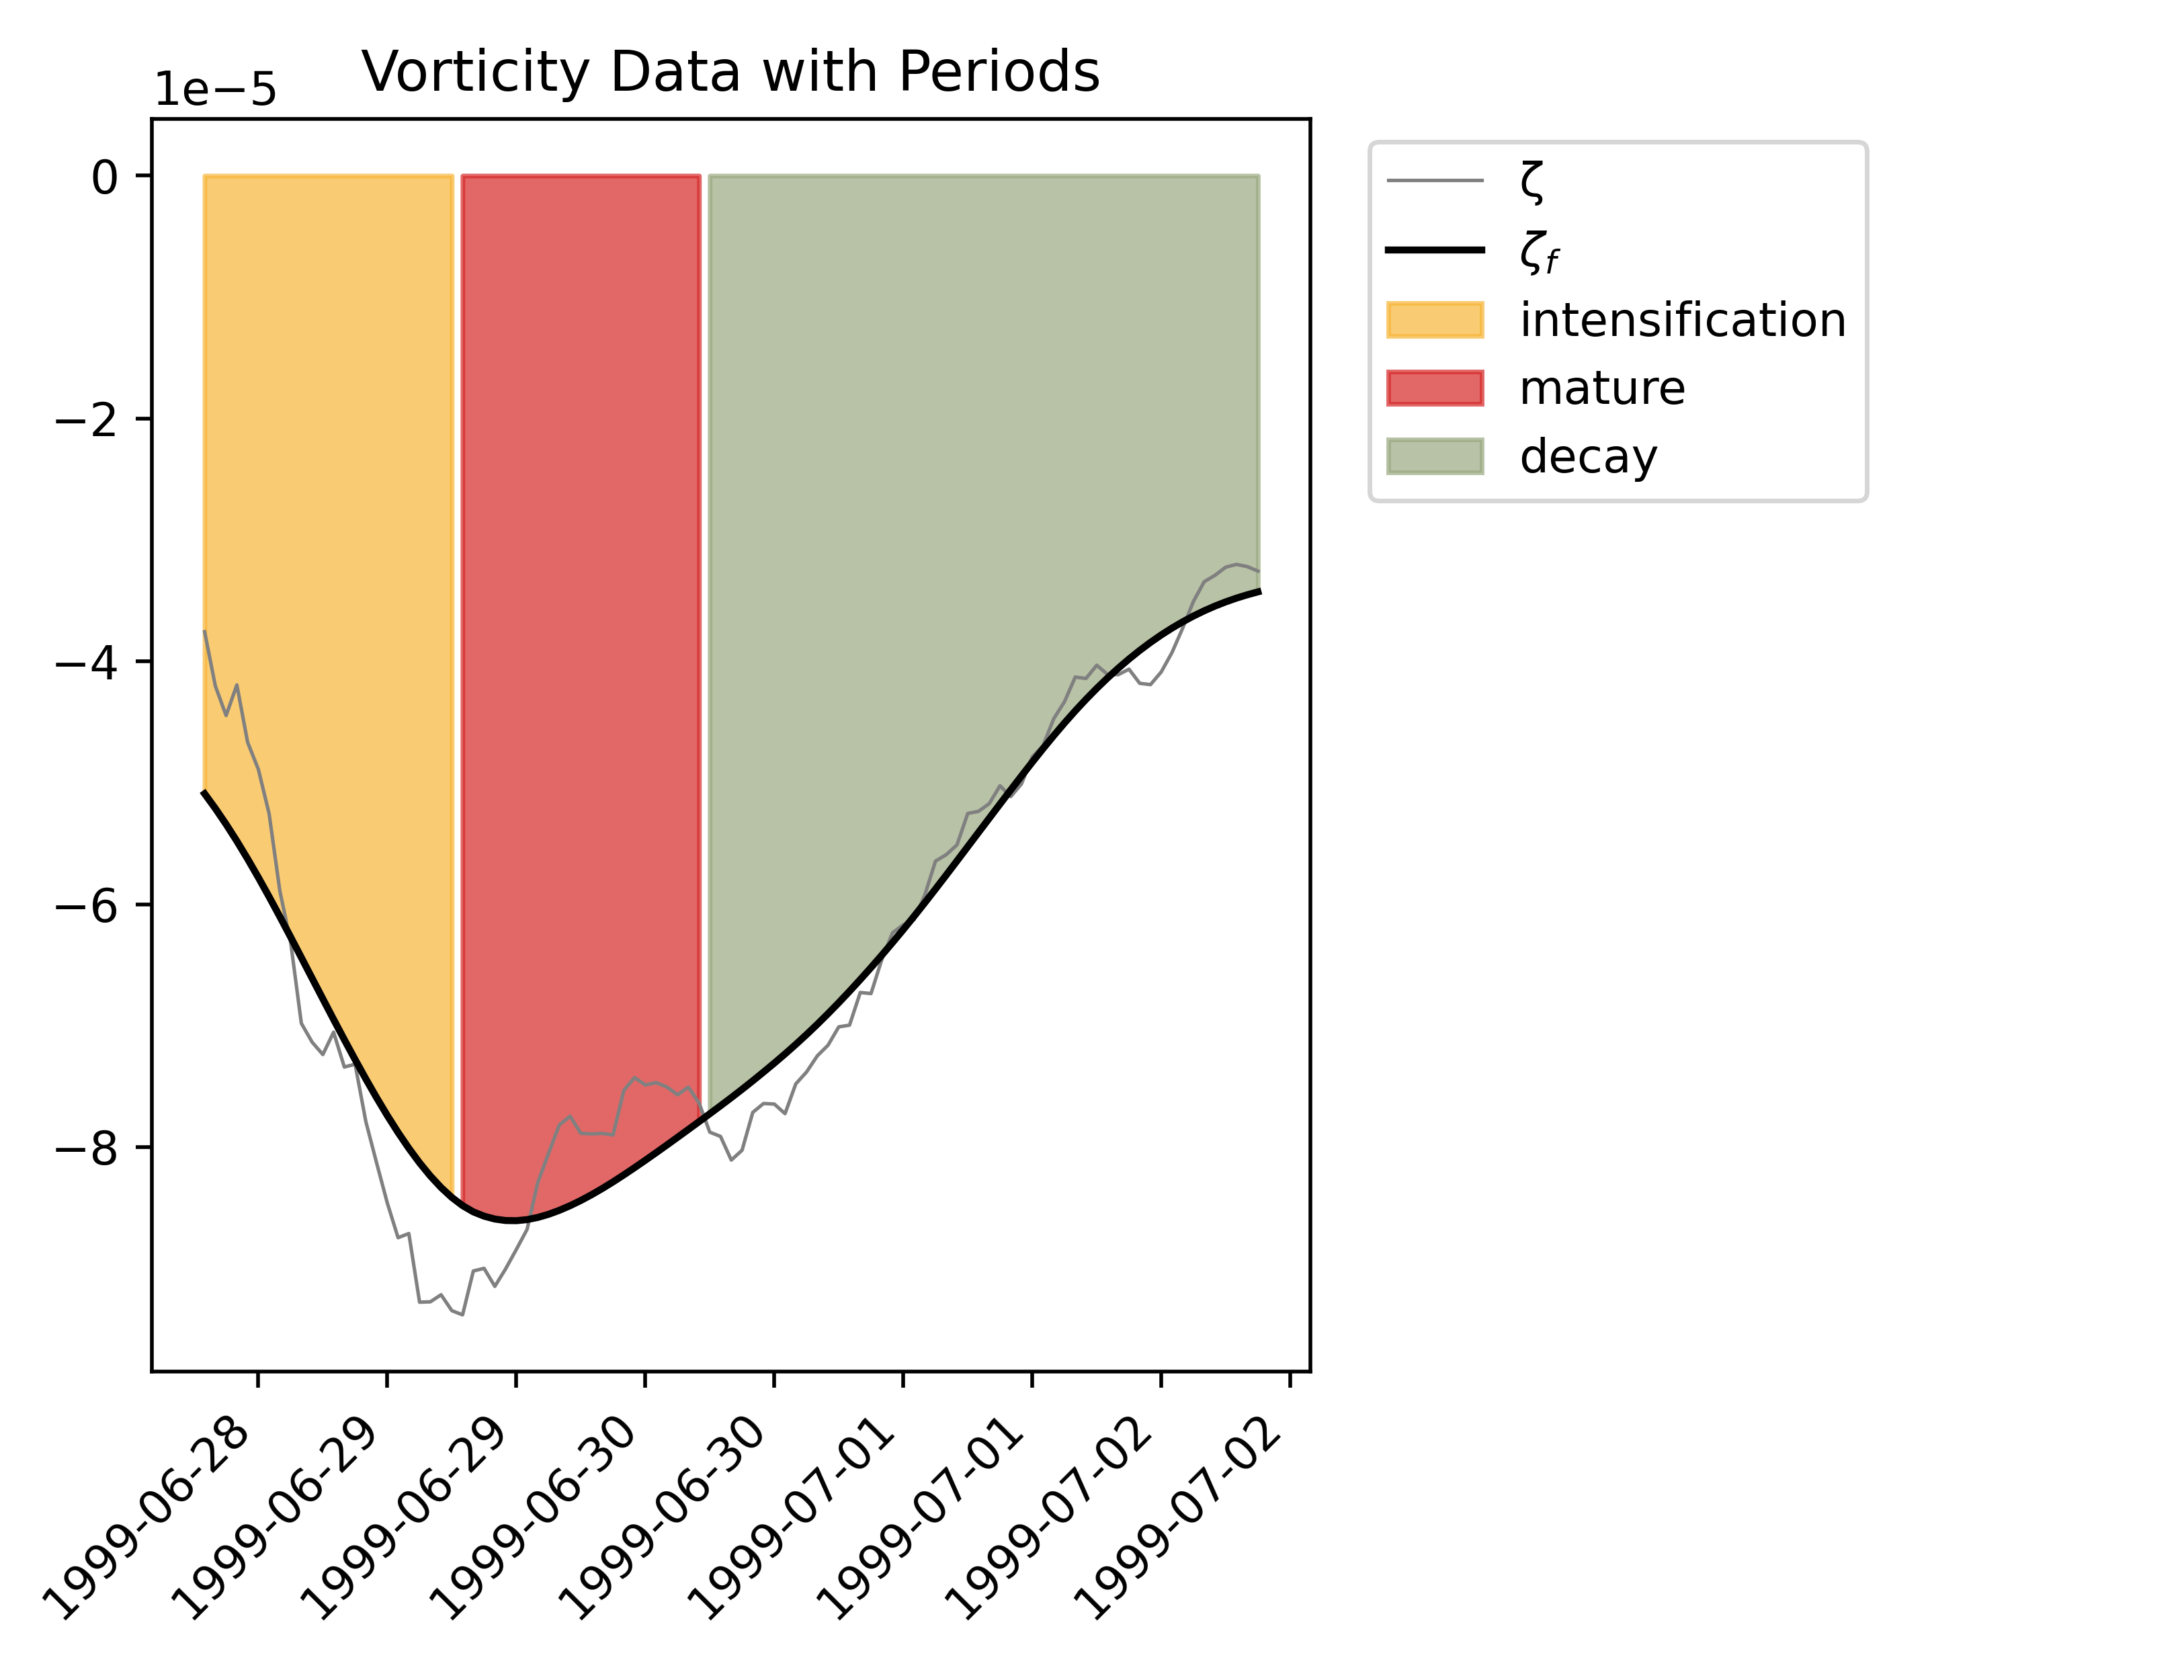 Vorticity Data with Periods
1e−5
0
−2
−4
−6
−8
1999-06-28
1999-06-29
1999-06-29
1999-06-30
1999-06-30
1999-07-01
1999-07-01
1999-07-02
1999-07-02
ζ
ζf
intensification
mature
decay